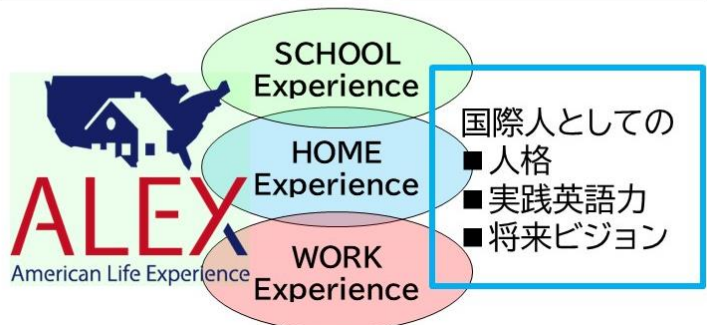 ALEX
American Life Experience
SCHOOL
Experience
HOME
Experience
WORK
Experience
国際人としての
■人格
■実践英語力
■将来ビジョン